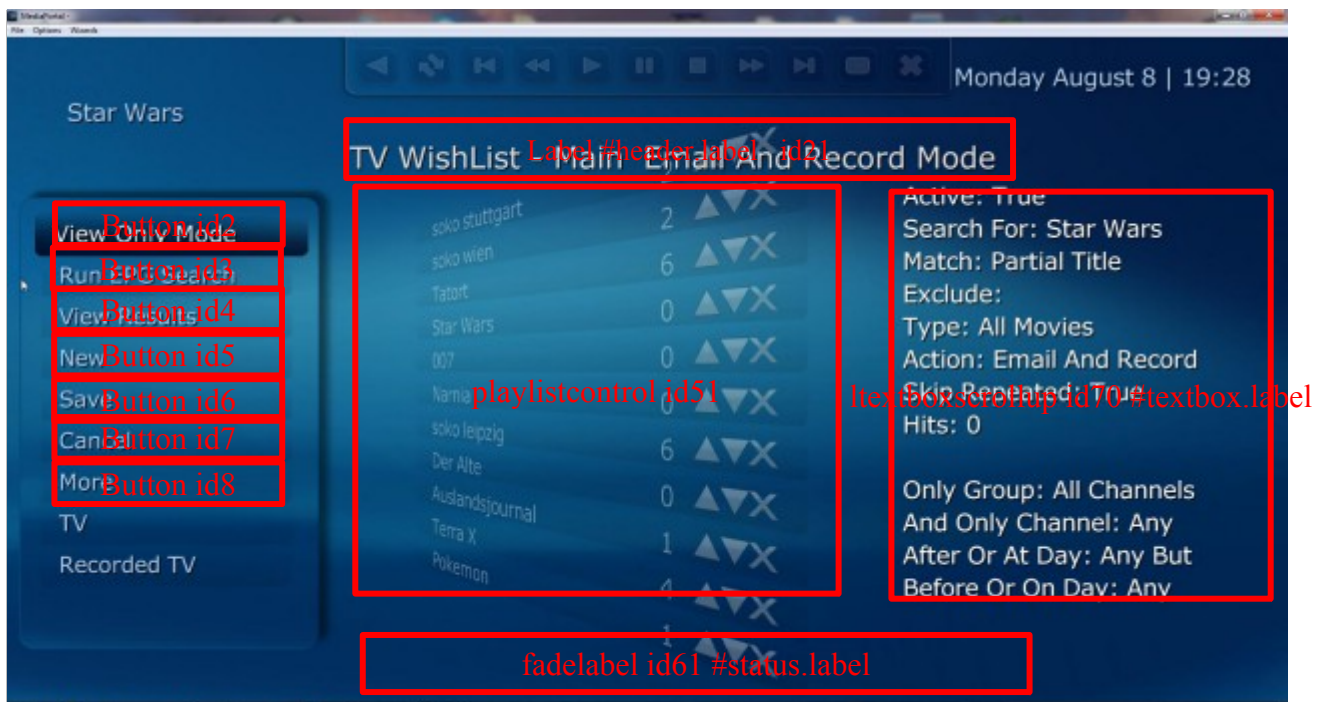 MediaPortal -
File Options Wizards
Monday August 8 | 19:28
Star Wars
TV WishList - Main Email And Record Mode
Label #header.label id21
View Only Mode
Button id2
Run EPG Search
Button id3
View Results
Button id4
New
Button id5
Save
Button id6
Cancel
Button id7
More
Button id8
TV
Recorded TV
soko stuttgart
2
soko wien
6
Tatort
0
Star Wars
0
007
0
Narnia
6
soko leipzig
0
Der Alte
1
Auslandsjournal
4
Terra X
1
Pokemon
playlistcontrol id51
Active: True
Search For: Star Wars
Match: Partial Title
Exclude:
Type: All Movies
Action: Email And Record
Skip Repeated: True
Hits: 0
Only Group: All Channels
And Only Channel: Any
After Or At Day: Any But
Before Or On Day: Any
ltextboxscrollup id70 #textbox.label
fadelabel id61 #status.label